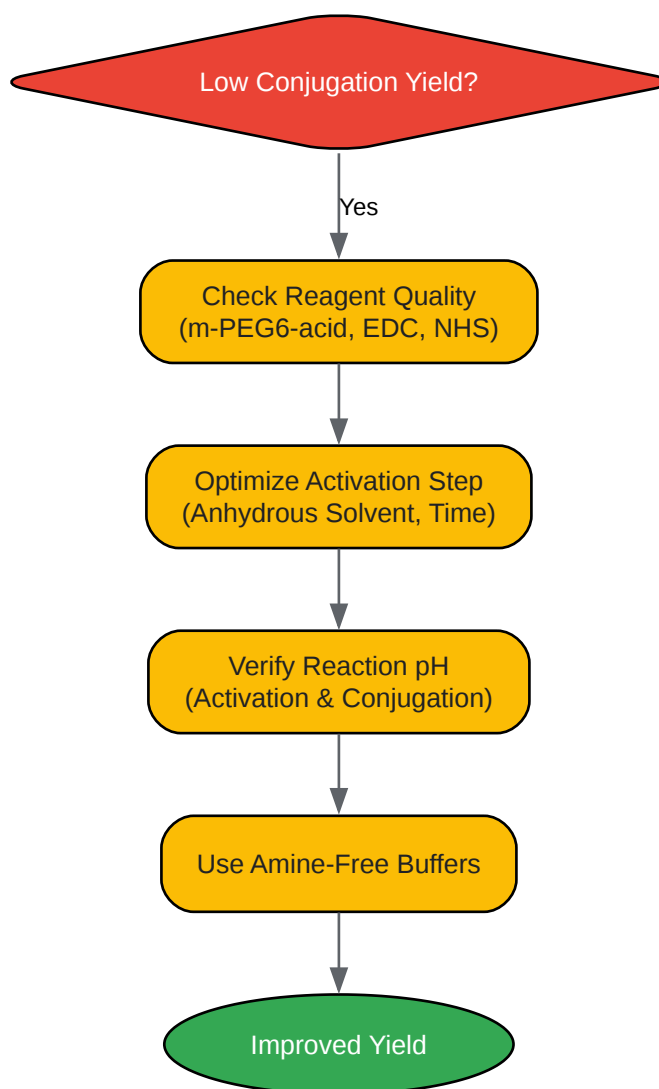 Low Conjugation Yield?
Yes
Check Reagent Quality
(m-PEG6-acid, EDC, NHS)
Optimize Activation Step
(Anhydrous Solvent, Time)
Verify Reaction pH
(Activation & Conjugation)
Use Amine-Free Buffers
Improved Yield